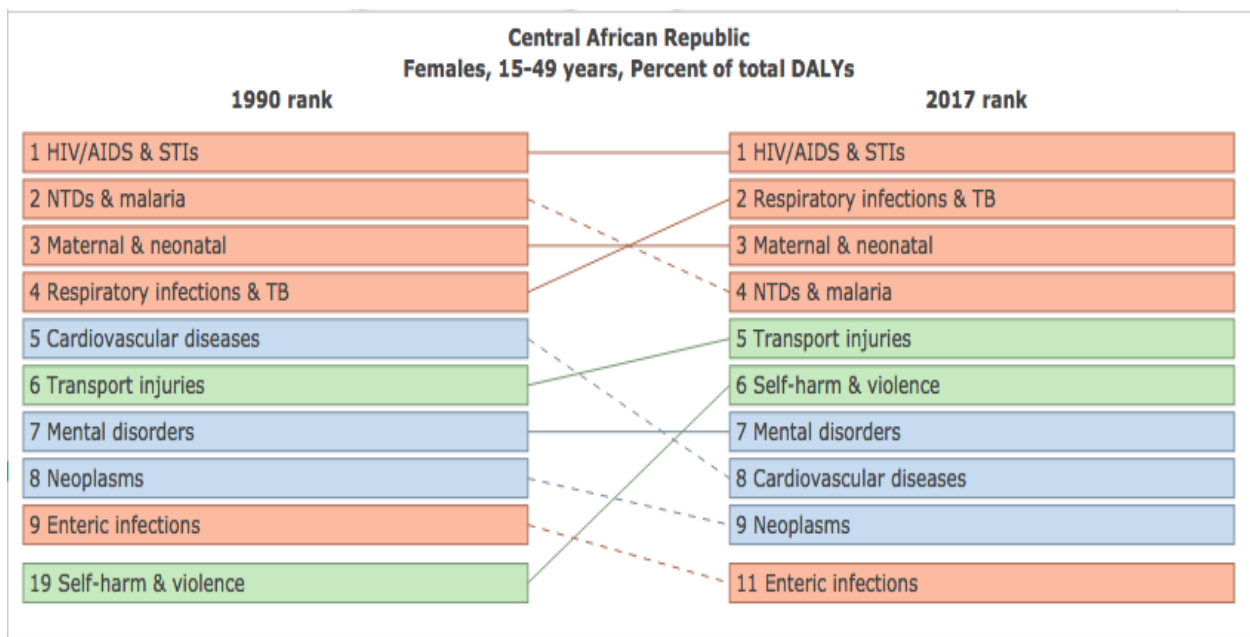 Central African Republic
Females, 15-49 years, Percent of total DALYs
1990 rank
2017 rank
1 HIV/AIDS & STIs
2 NTDs & malaria
3 Maternal & neonatal
4 Respiratory infections & TB
5 Cardiovascular diseases
6 Transport injuries
7 Mental disorders
8 Neoplasms
9 Enteric infections
19 Self-harm & violence
1 HIV/AIDS & STIs
2 Respiratory infections & TB
3 Maternal & neonatal
4 NTDs & malaria
5 Transport injuries
6 Self-harm & violence
7 Mental disorders
8 Cardiovascular diseases
9 Neoplasms
11 Enteric infections